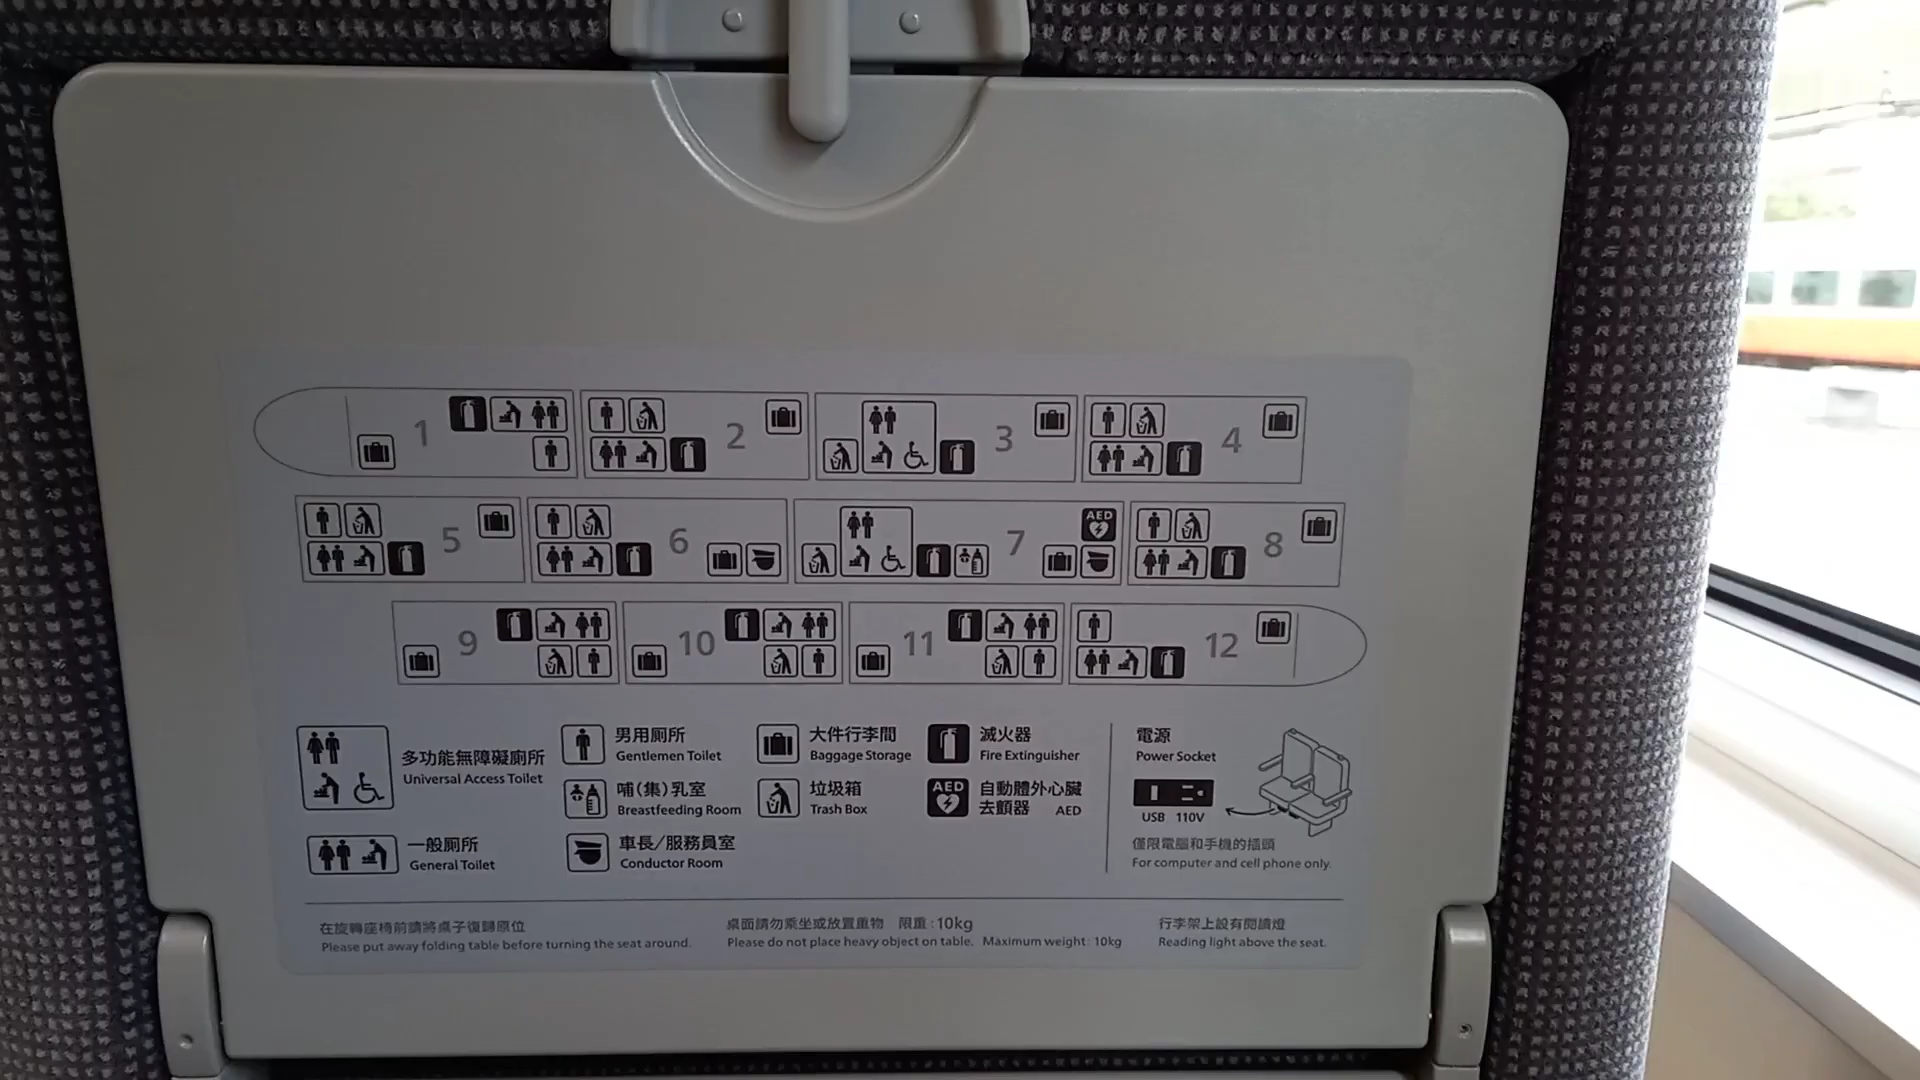 1 2 3 4
5 6 AED 7 8
9 10 11 12
多功能無障礙廁所
Universal Access Toilet
一般廁所
General Toilet
男用廁所
Gentlemen Toilet
哺(集)乳室
Breastfeeding Room
車長/服務員室
Conductor Room
大件行李間
Baggage Storage
垃圾箱
Trash Box
滅火器
Fire Extinguisher
AED
自動體外心臟
去顫器 AED
電源
Power Socket
USB 110V
僅限電腦和手機的插頭
For computer and cell phone only.
在旋轉座椅前請將桌子復歸原位
Please put away folding table before turning the seat around.
桌面請勿乘坐或放置重物 限重:10kg
Please do not place heavy object on table. Maximum weight: 10kg
行李架上設有閱讀燈
Reading light above the seat.